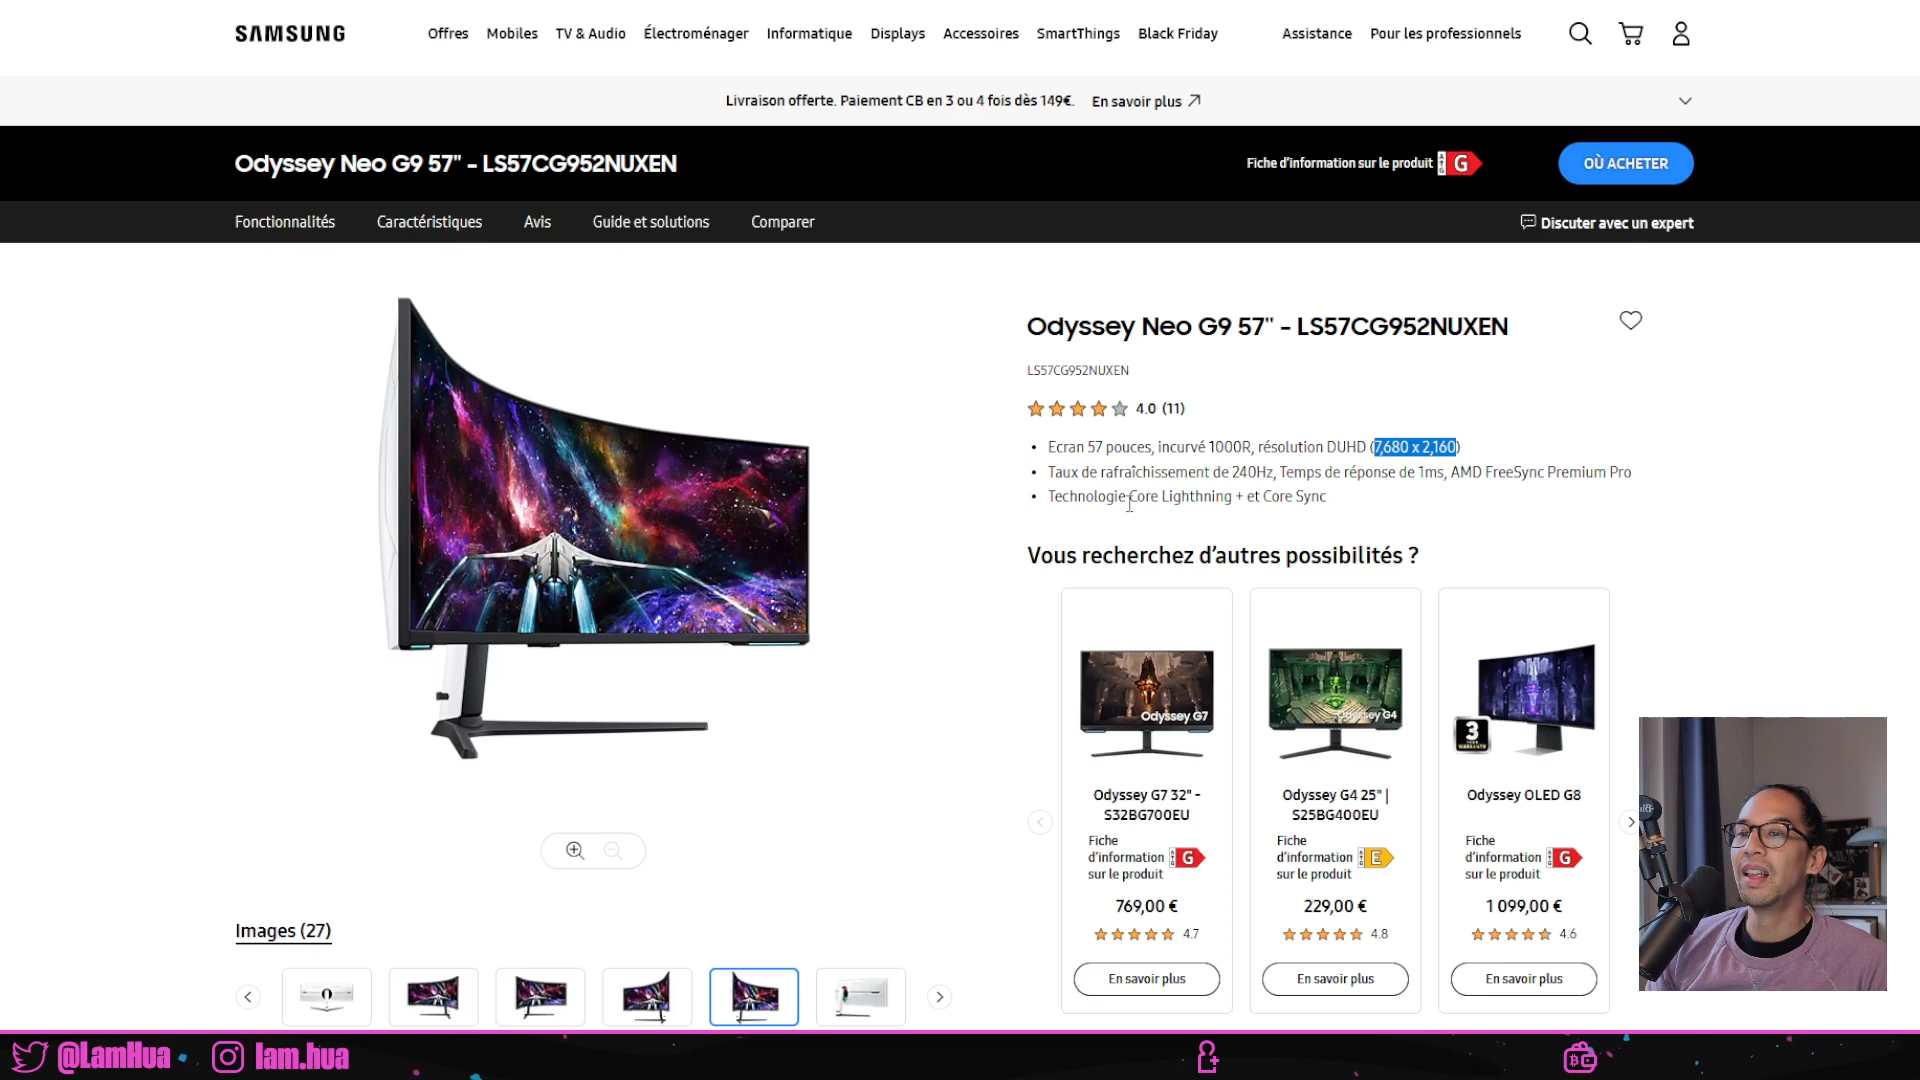 SAMSUNG
Offres Mobiles TV & Audio Électroménager Informatique Displays Accessoires SmartThings Black Friday Assistance Pour les professionnels
Livraison offerte. Paiement CB en 3 ou 4 fois dès 149€. En savoir plus
Odyssey Neo G9 57" - LS57CG952NUXEN
Fiche d'information sur le produit G
OÙ ACHETER
Fonctionnalités Caractéristiques Avis Guide et solutions Comparer
Discuter avec un expert
Odyssey Neo G9 57" - LS57CG952NUXEN
LS57CG952NUXEN
4.0 (11)
• Ecran 57 pouces, incurvé 1000R, résolution DUHD (7,680 x 2,160)
• Taux de rafraîchissement de 240Hz, Temps de réponse de 1ms, AMD FreeSync Premium Pro
• Technologie Core Lighthning + et Core Sync
Vous recherchez d'autres possibilités ?
Odyssey G7
Odyssey G7 32" -
S32BG700EU
Fiche
d'information
sur le produit
G
769,00 €
4.7
En savoir plus
Odyssey G4
Odyssey G4 25" |
S25BG400EU
Fiche
d'information
sur le produit
E
229,00 €
4.8
En savoir plus
3
Odyssey OLED G8
Fiche
d'information
sur le produit
G
1 099,00 €
4.6
En savoir plus
Images (27)
@LamHua
lam.hua